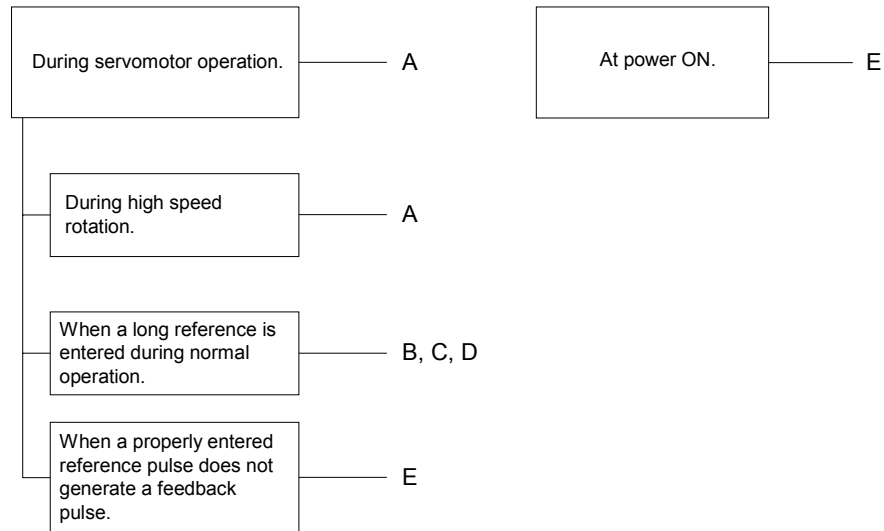 During servomotor operation.
A
At power ON.
E
During high speed
rotation.
A
When a long reference is
entered during normal
operation.
B, C, D
When a properly entered
reference pulse does not
generate a feedback
pulse.
E